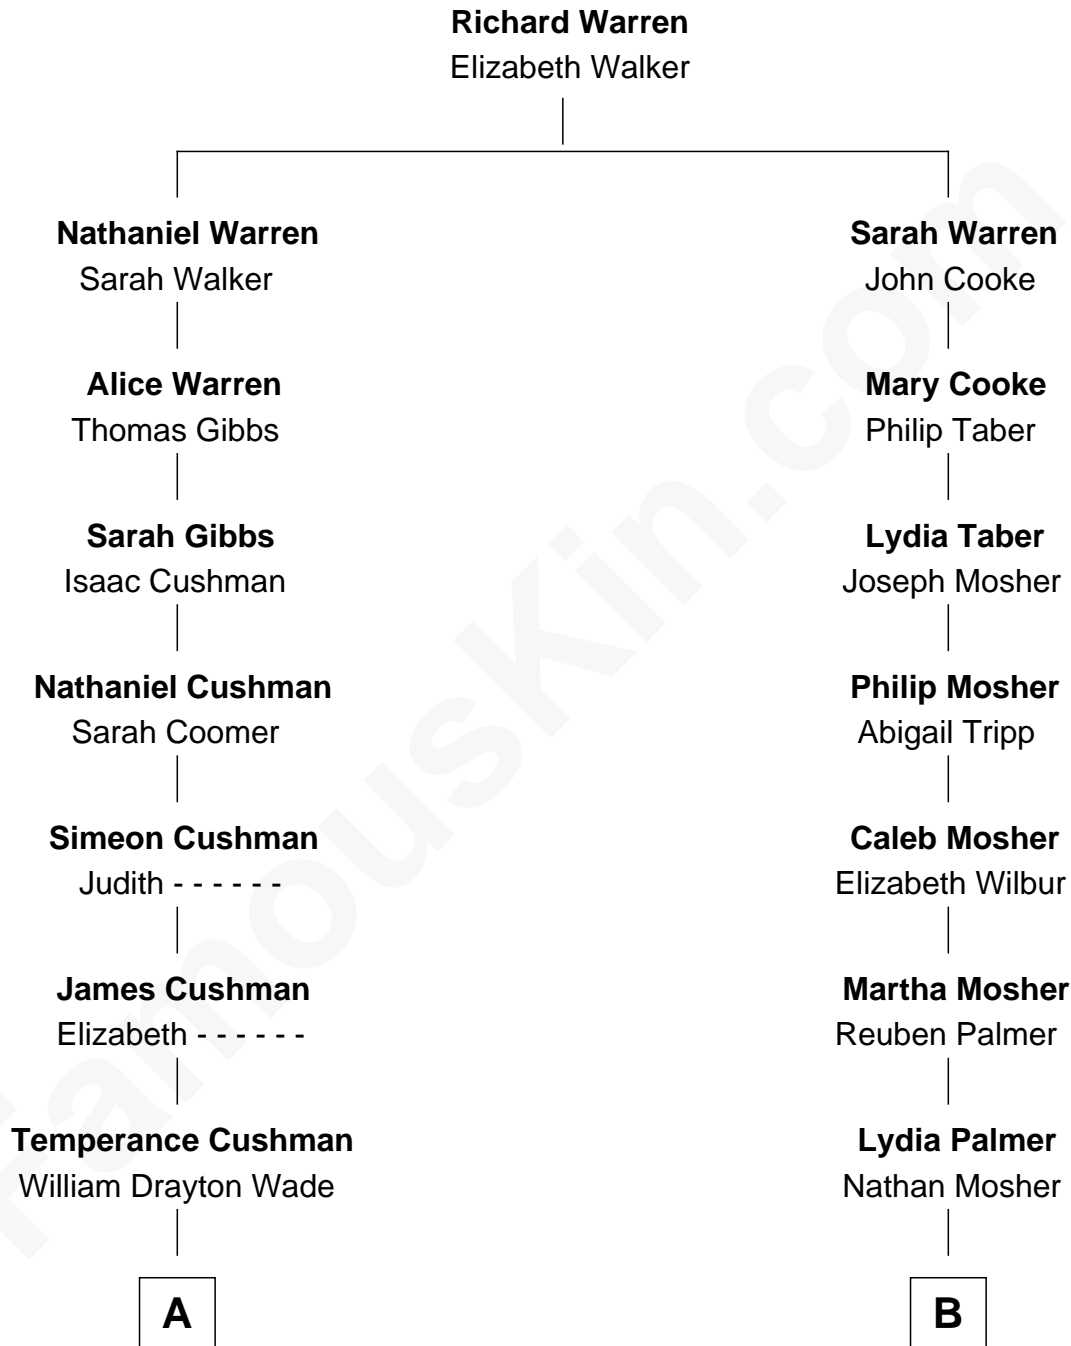 Richard Warren
Elizabeth Walker
Nathaniel Warren
Sarah Walker
Sarah Warren
John Cooke
Alice Warren
Thomas Gibbs
Mary Cooke
Philip Taber
Sarah Gibbs
Isaac Cushman
Lydia Taber
Joseph Mosher
Nathaniel Cushman
Sarah Coomer
Philip Mosher
Abigail Tripp
Simeon Cushman
Judith - - - - - -
Caleb Mosher
Elizabeth Wilbur
James Cushman
Elizabeth - - - - - -
Martha Mosher
Reuben Palmer
Temperance Cushman
William Drayton Wade
Lydia Palmer
Nathan Mosher
A
B
FamousKin.com